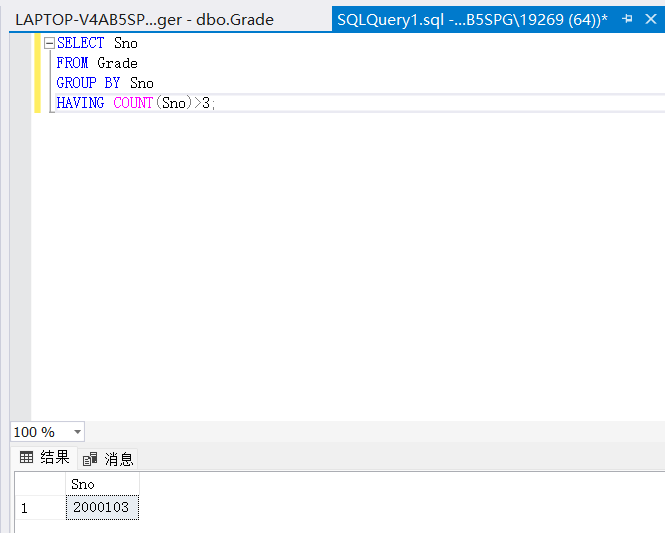 LAPTOP-V4AB5SP...ger - dbo.Grade
SQLQuery1.sql -...B5SPG\19269 (64))*
SELECT Sno
FROM Grade
GROUP BY Sno
HAVING COUNT(Sno)>3;
100 %
结果
消息
Sno
1
2000103